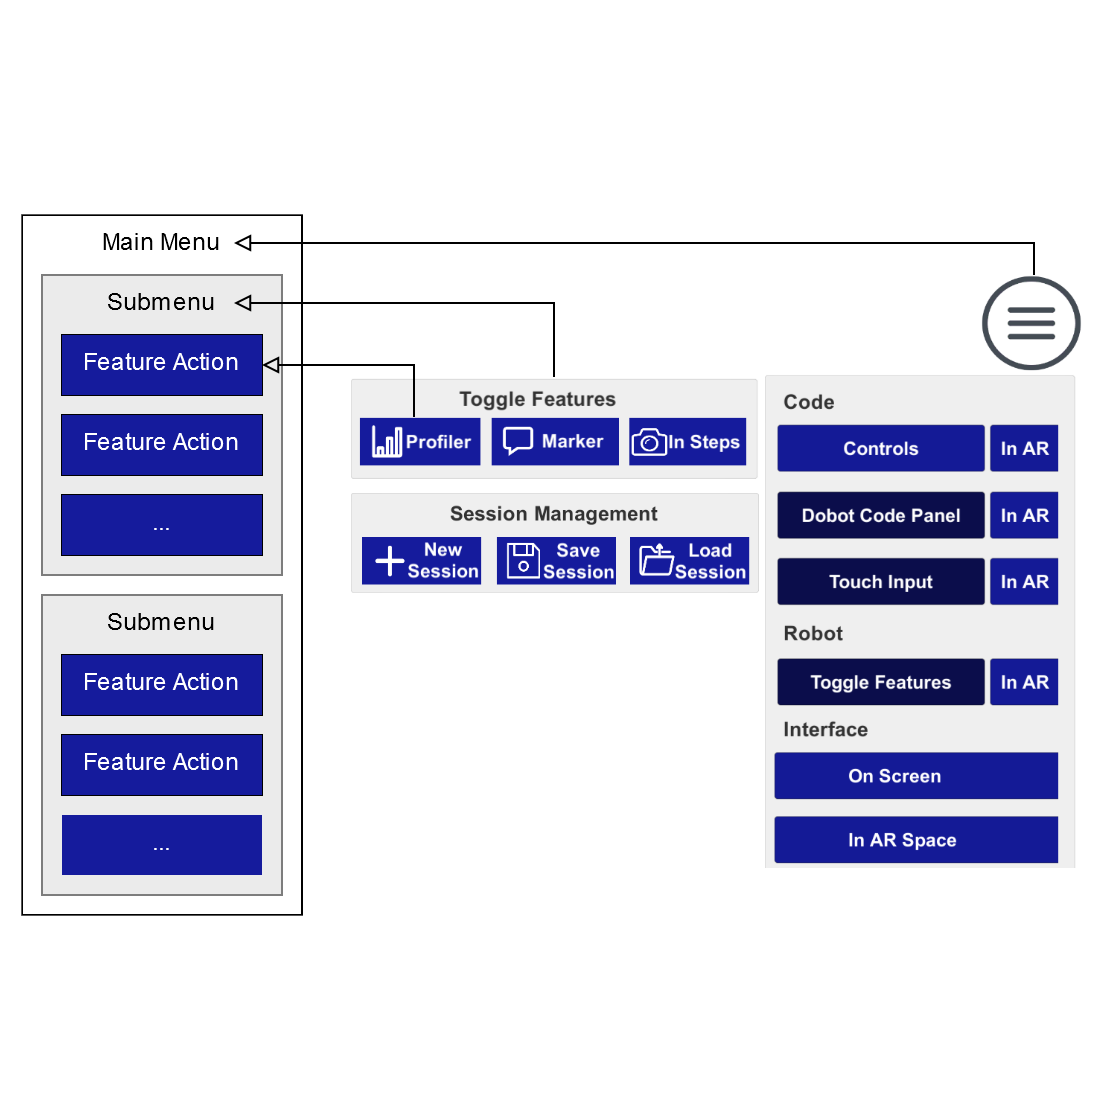 Main Menu
Submenu
Feature Action
Feature Action
...
Submenu
Feature Action
Feature Action
...
Toggle Features
Profiler
Marker
In Steps
Session Management
New
Session
Save
Session
Load
Session
Code
Controls
In AR
Dobot Code Panel
In AR
Touch Input
In AR
Robot
Toggle Features
In AR
Interface
On Screen
In AR Space